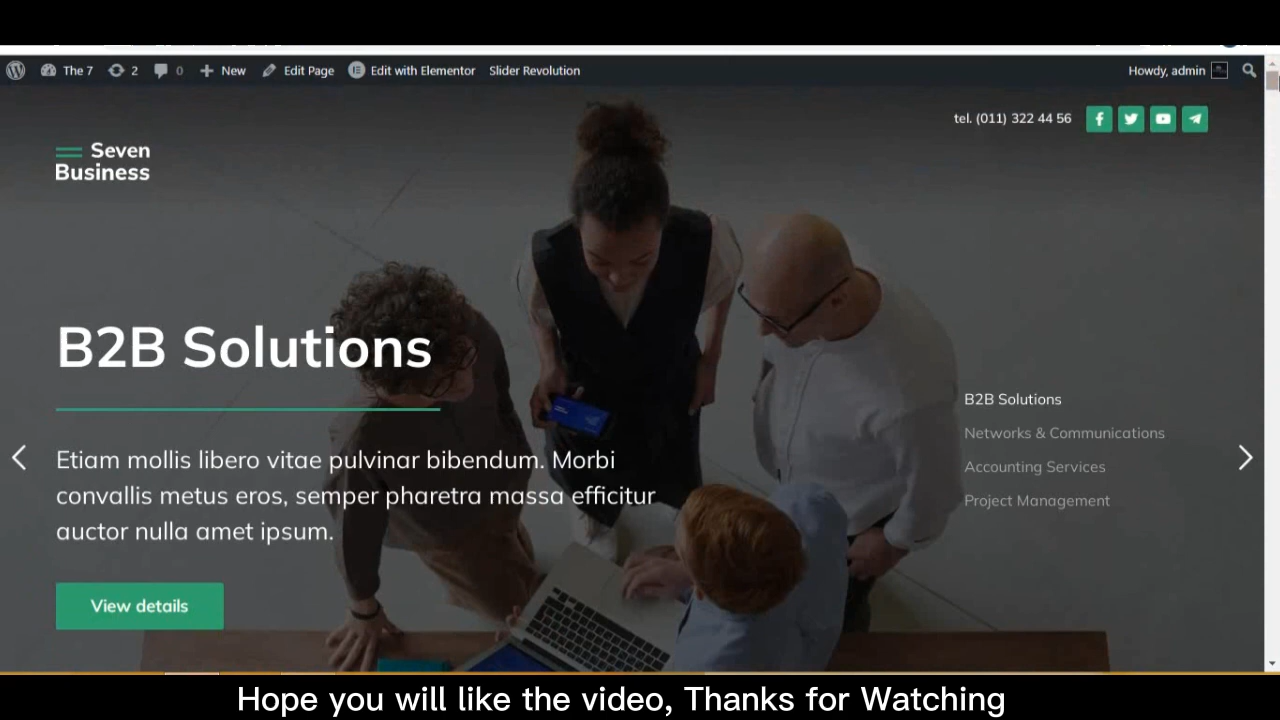 The 7
2
0
New
Edit Page
Edit with Elementor
Slider Revolution
Howdy, admin
tel. (011) 322 44 56
Seven
Business
B2B Solutions
Etiam mollis libero vitae pulvinar bibendum. Morbi
convallis metus eros, semper pharetra massa efficitur
auctor nulla amet ipsum.
View details
B2B Solutions
Networks & Communications
Accounting Services
Project Management
Hope you will like the video, Thanks for Watching